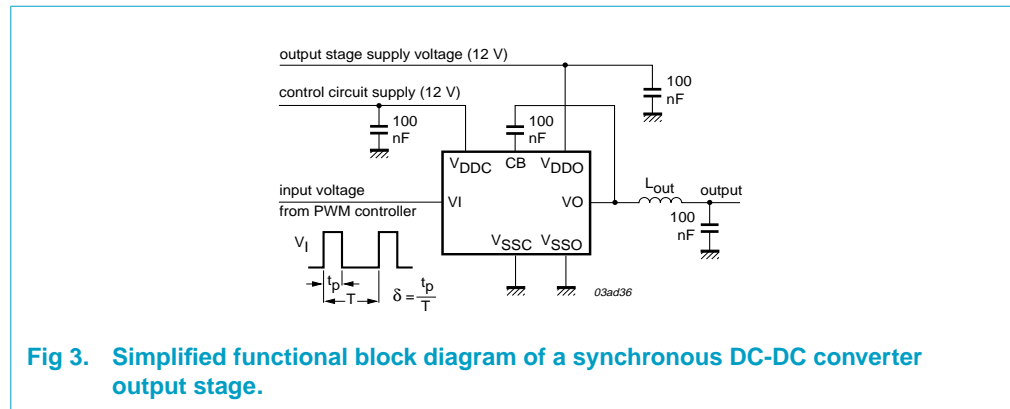 output stage supply voltage (12 V)
100
nF
control circuit supply (12 V)
100
nF
100
nF
VDDC
CB
VDDO
input voltage
from PWM controller
VI
VO
Lout
output
100
nF
VI
VSSC
VSSO
tp
T
δ = tp
T
03ad36
Fig 3. Simplified functional block diagram of a synchronous DC-DC converter
output stage.